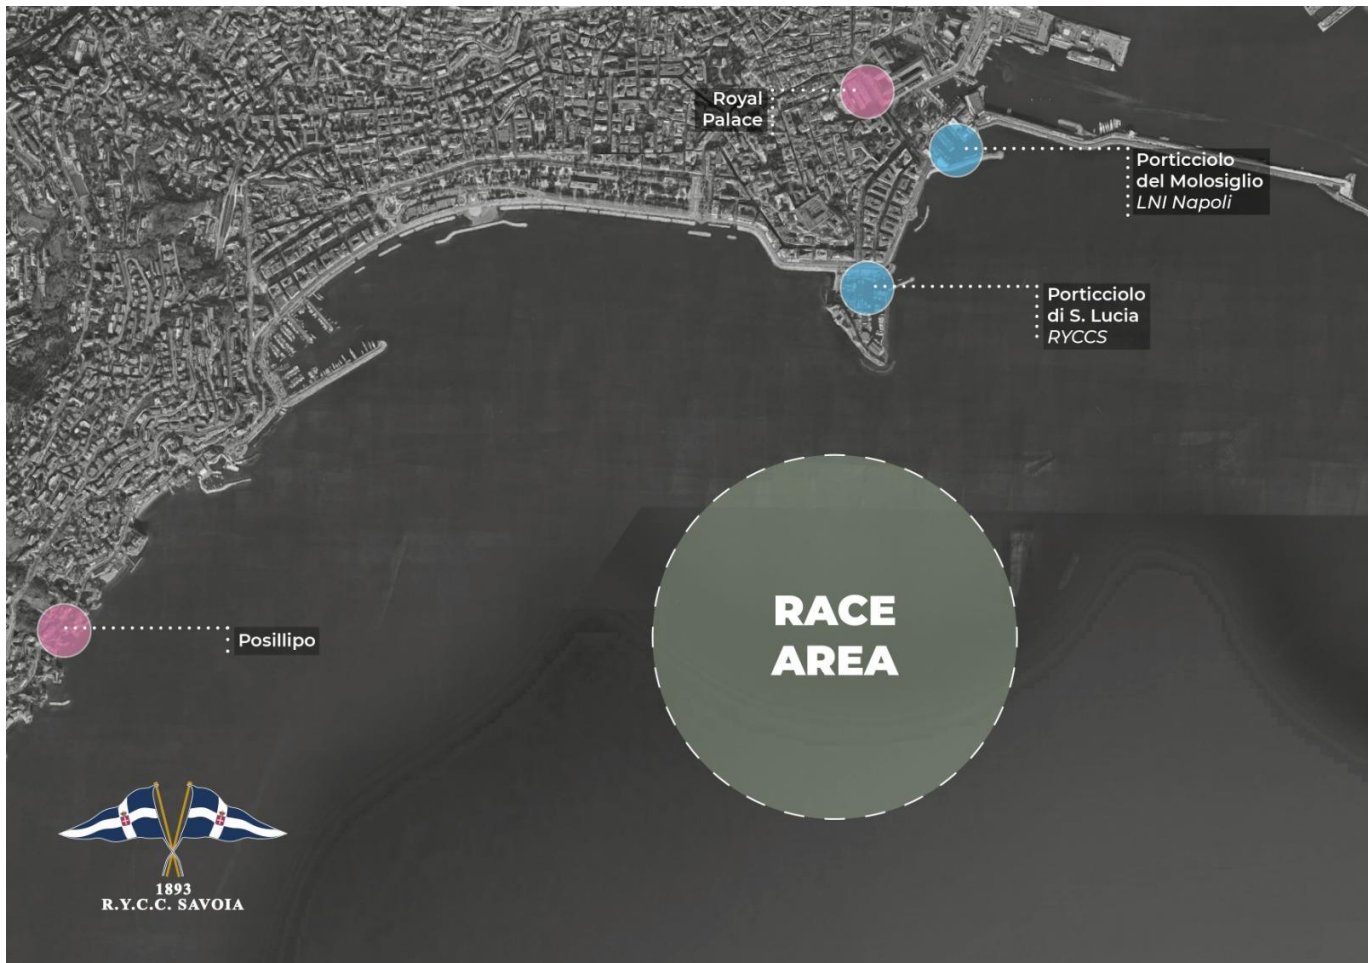 Royal
Palace
Porticciolo
del Molosiglio
LNI Napoli
Porticciolo
di S. Lucia
RYCCS
RACE
AREA
Posillipo
1893
R.Y.C.C. SAVOIA